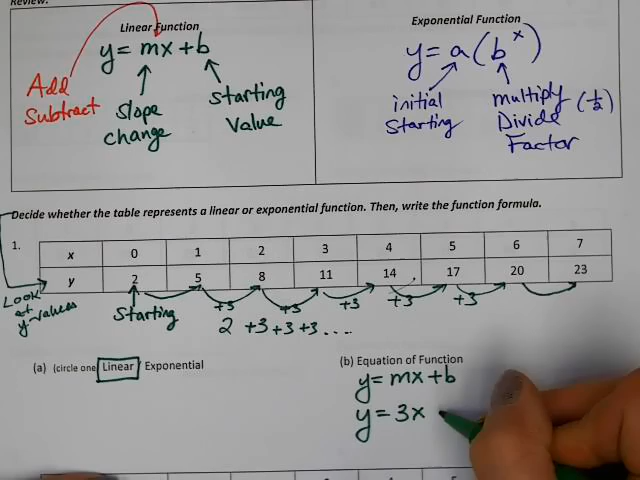 Review:
Linear Function
y = mx + b
Add
Subtract
slope
change
starting
value
Exponential Function
y = a(b^x)
initial
starting
multiply (1/2)
Divide
Factor
Decide whether the table represents a linear or exponential function. Then, write the function formula.
1.
x 0 1 2 3 4 5 6 7
y 2 5 8 11 14 17 20 23
Look
at
y-values
Starting
+3 +3 +3 +3 +3
2 +3 +3 +3 ....
(a) (circle one) Linear Exponential
(b) Equation of Function
y = mx + b
y = 3x